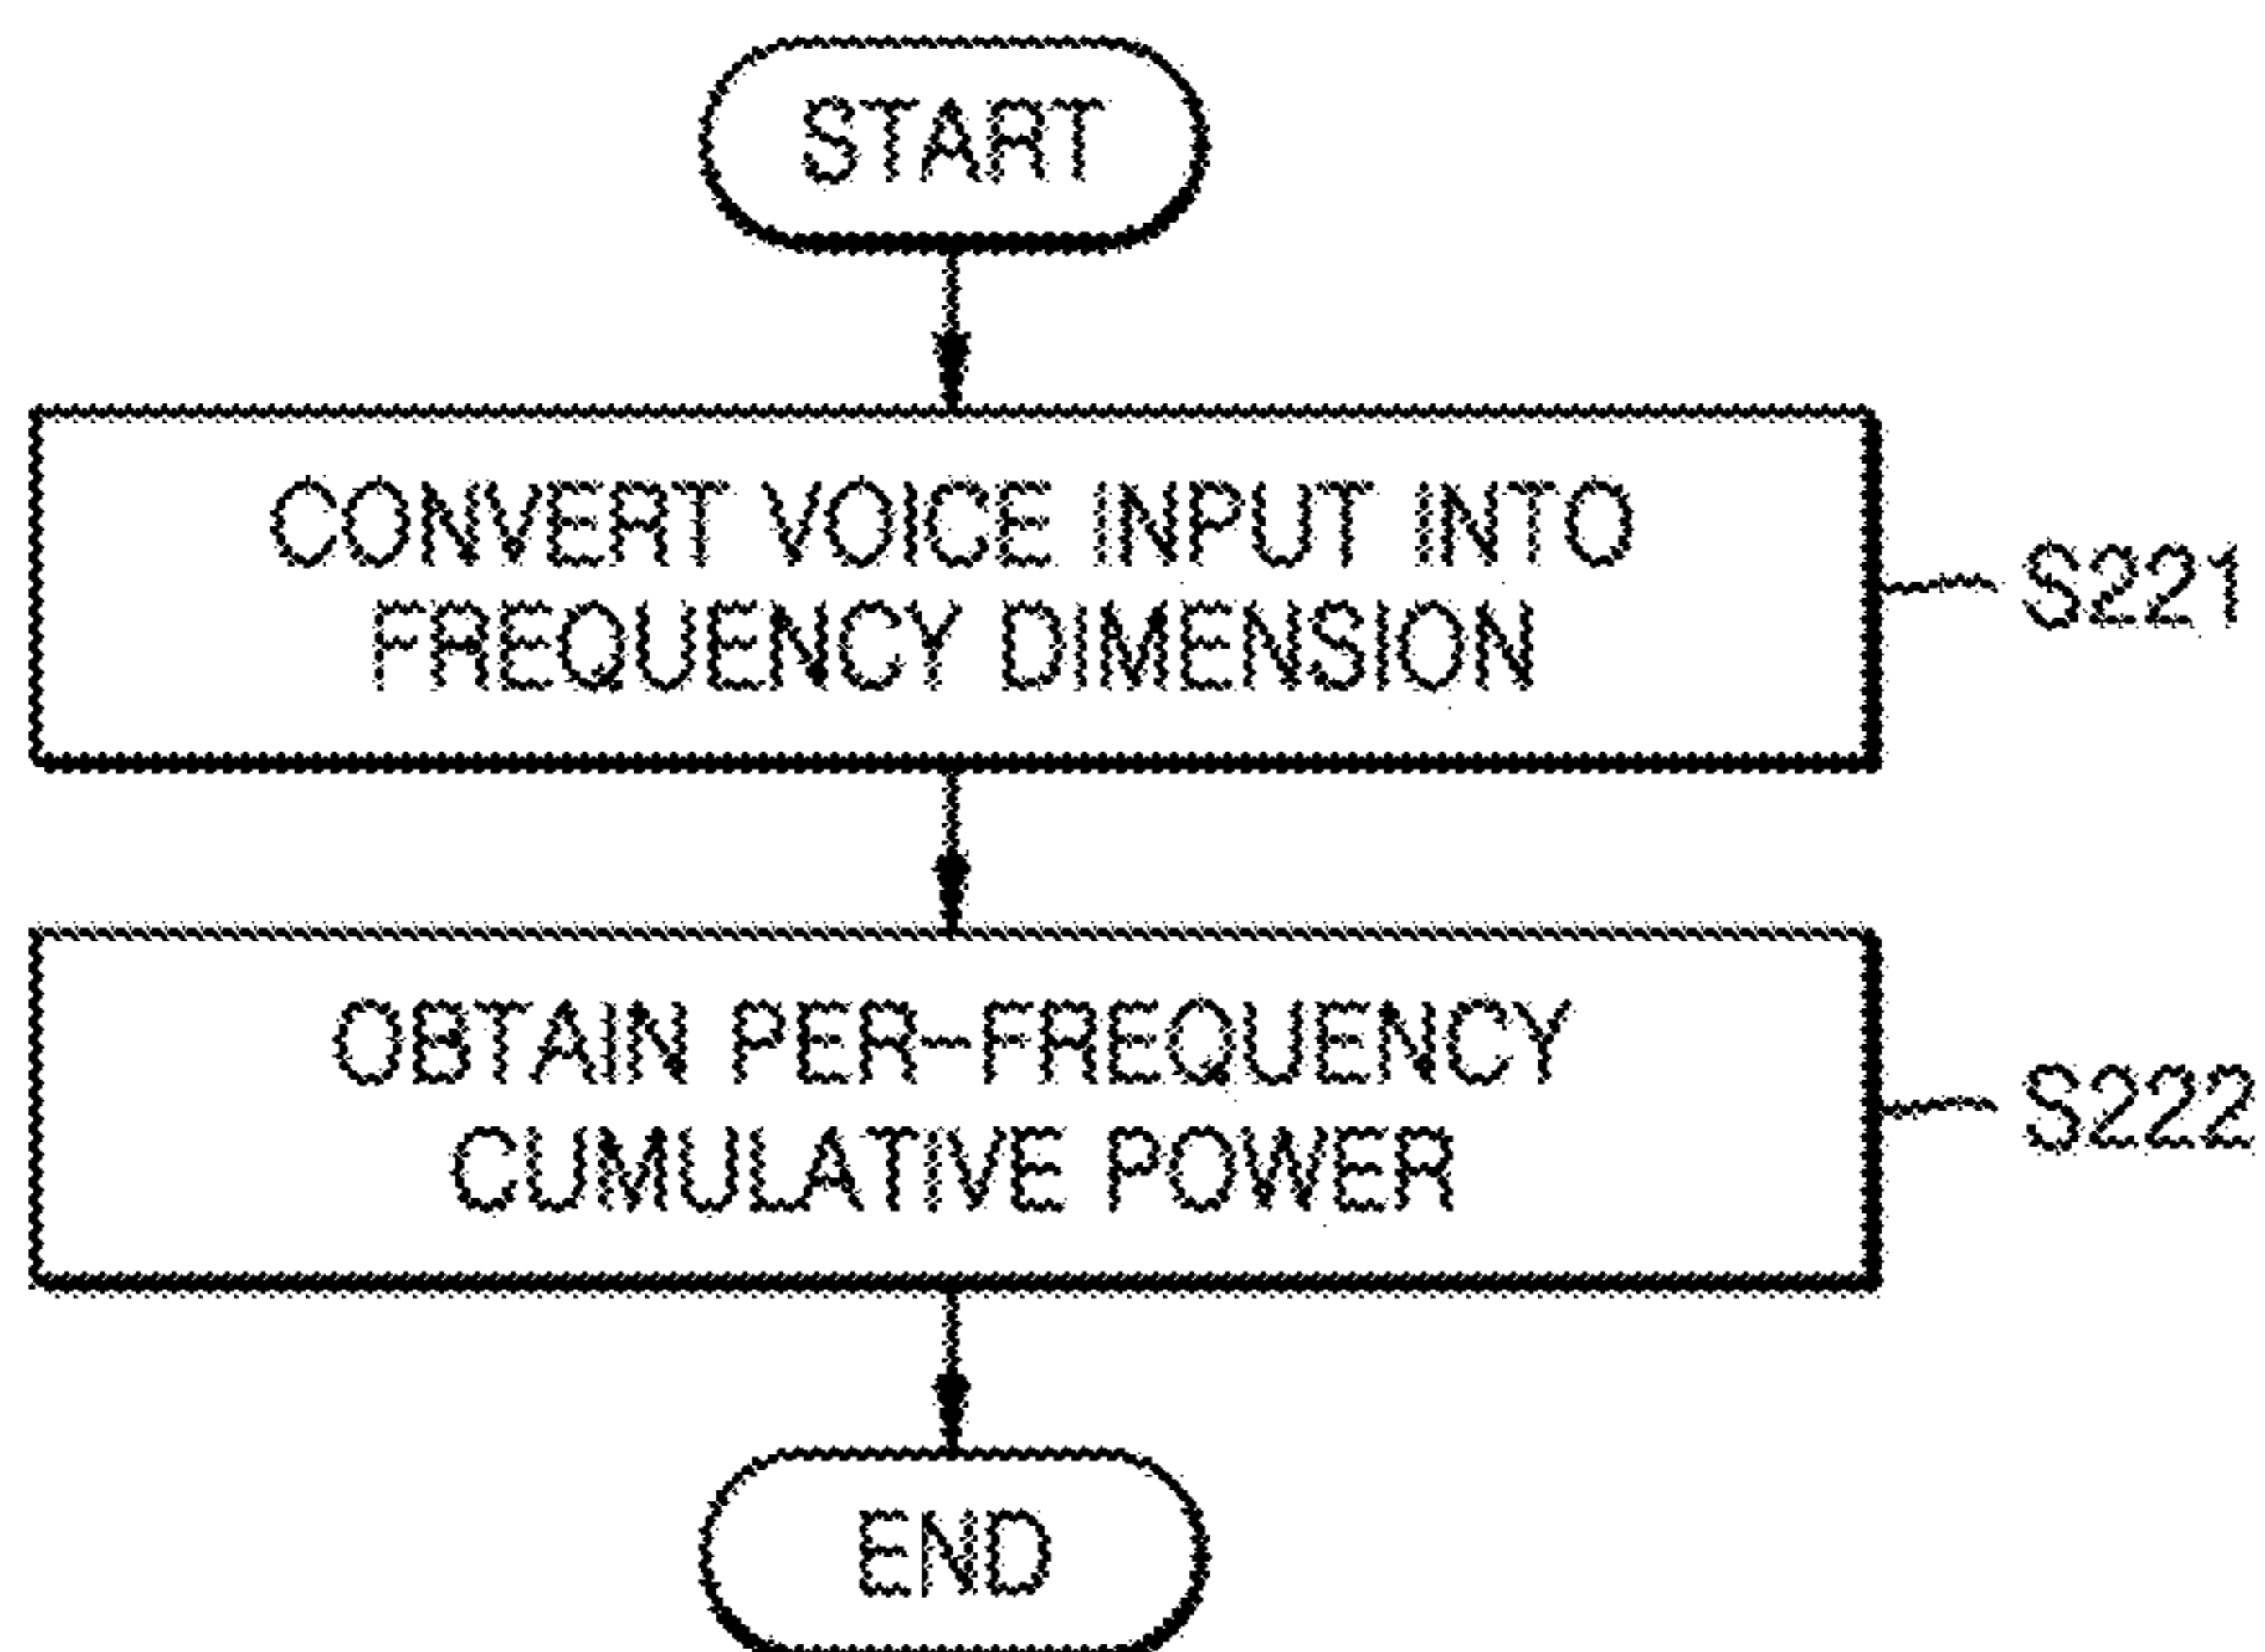 START
CONVERT VOICE INPUT INTO
FREQUENCY DIMENSION
S221
OBTAIN PER-FREQUENCY
CUMULATIVE POWER
S222
END